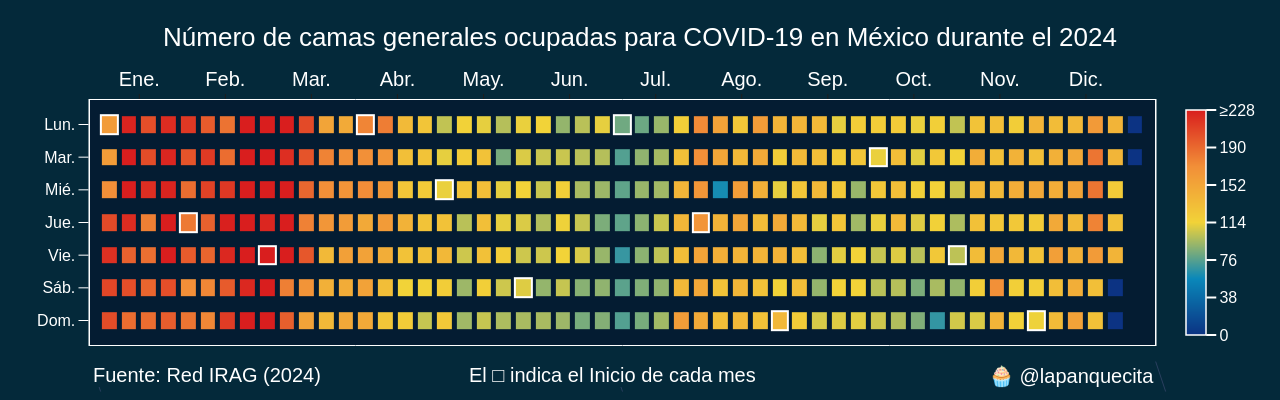 Número de camas generales ocupadas para COVID-19 en México durante el 2024
Ene. Feb. Mar. Abr. May. Jun. Jul. Ago. Sep. Oct. Nov. Dic.
Lun.
Mar.
Mié.
Jue.
Vie.
Sáb.
Dom.
≥228
190
152
114
76
38
0
Fuente: Red IRAG (2024)
El □ indica el Inicio de cada mes
🧁 @lapanquecita